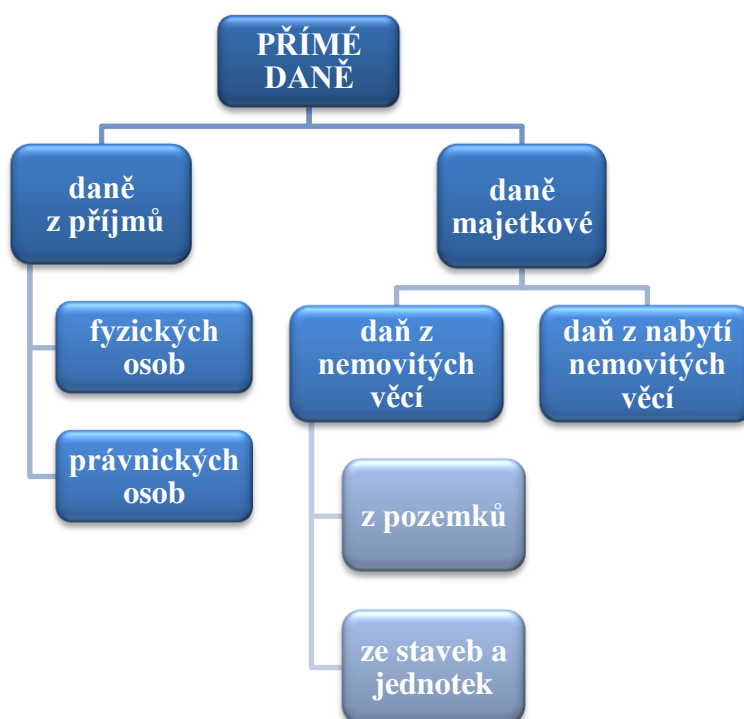 PŘÍMÉ
DANĚ
daně
z příjmů
daně
majetkové
fyzických
osob
právnických
osob
daň z
nemovitých
věcí
daň z nabytí
nemovitých
věcí
z pozemků
ze staveb a
jednotek